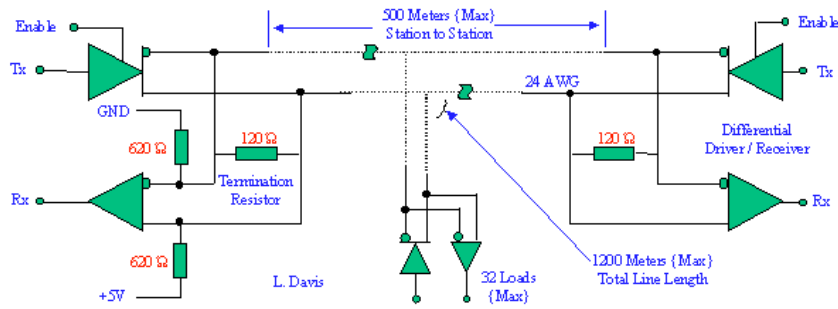 500 Meters {Max}
Station to Station
Enable
Enable
Tx
Tx
24 AWG
GND
620 Ω
120 Ω
120 Ω
Differential
Driver / Receiver
Termination
Resistor
Rx
Rx
620 Ω
1200 Meters {Max}
Total Line Length
32 Loads
{Max}
L. Davis
+5V